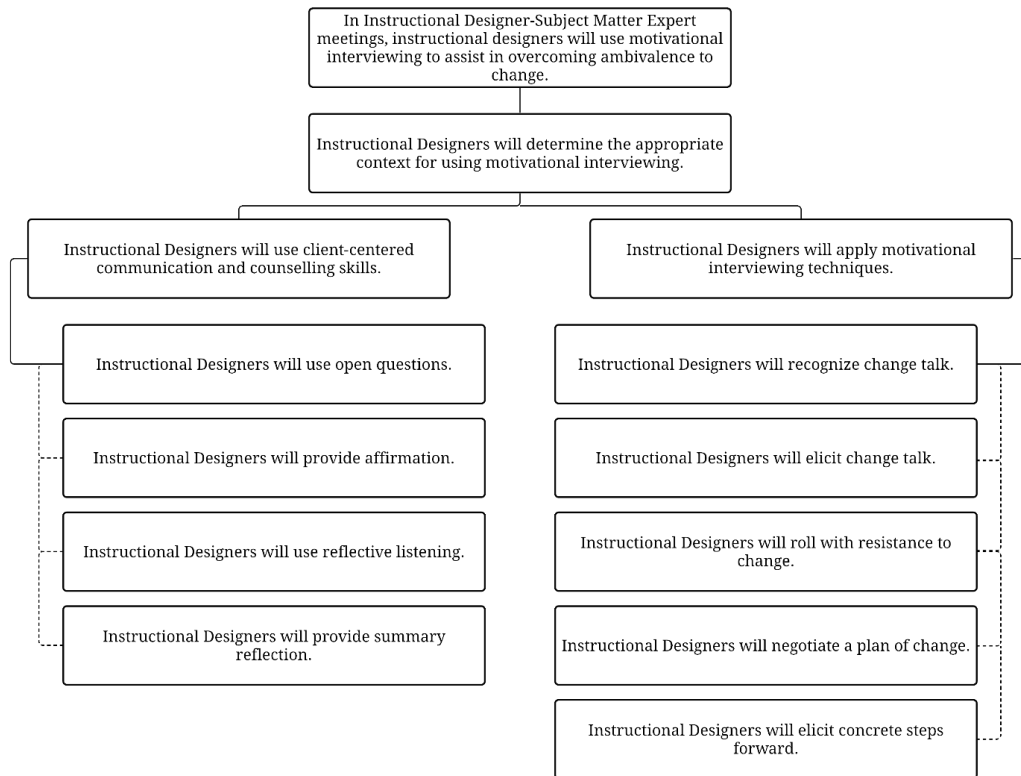 In Instructional Designer-Subject Matter Expert
meetings, instructional designers will use motivational
interviewing to assist in overcoming ambivalence to
change.
Instructional Designers will determine the appropriate
context for using motivational interviewing.
Instructional Designers will use client-centered
communication and counselling skills.
Instructional Designers will use open questions.
Instructional Designers will provide affirmation.
Instructional Designers will use reflective listening.
Instructional Designers will provide summary
reflection.
Instructional Designers will apply motivational
interviewing techniques.
Instructional Designers will recognize change talk.
Instructional Designers will elicit change talk.
Instructional Designers will roll with resistance to
change.
Instructional Designers will negotiate a plan of change.
Instructional Designers will elicit concrete steps
forward.